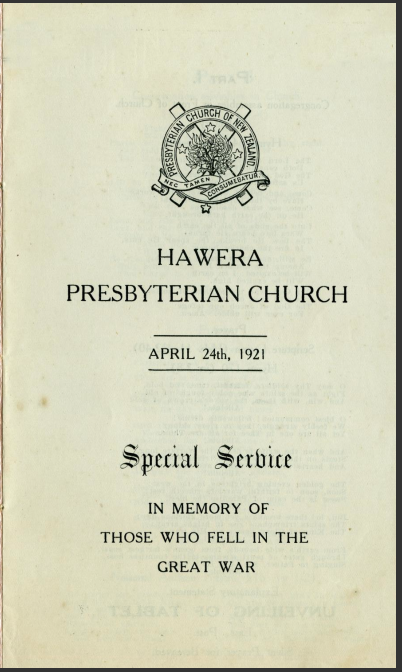 PRESBYTERIAN CHURCH OF NEW ZEALAND
NEC TAMEN CONSUMEBATUR
HAWERA
PRESBYTERIAN CHURCH
APRIL 24th, 1921
Special Service
IN MEMORY OF
THOSE WHO FELL IN THE
GREAT WAR